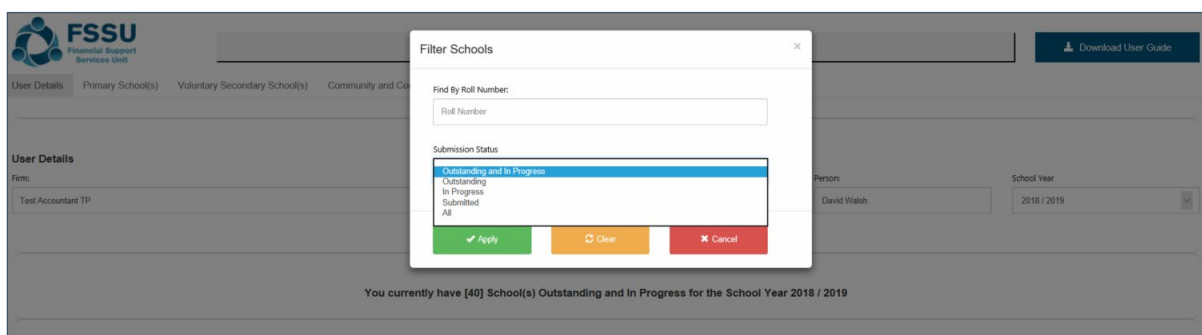 FSSU
Financial Support
Services Unit
Download User Guide
User Details Primary School(s) Voluntary Secondary School(s) Community and Co
Filter Schools ×
Find By Roll Number:
Roll Number
Submission Status
Outstanding and In Progress
Outstanding
In Progress
Submitted
All
Apply Clear Cancel
User Details
Firm: Person: School Year
Test Accountant TP David Walsh 2018 / 2019
You currently have [40] School(s) Outstanding and In Progress for the School Year 2018 / 2019